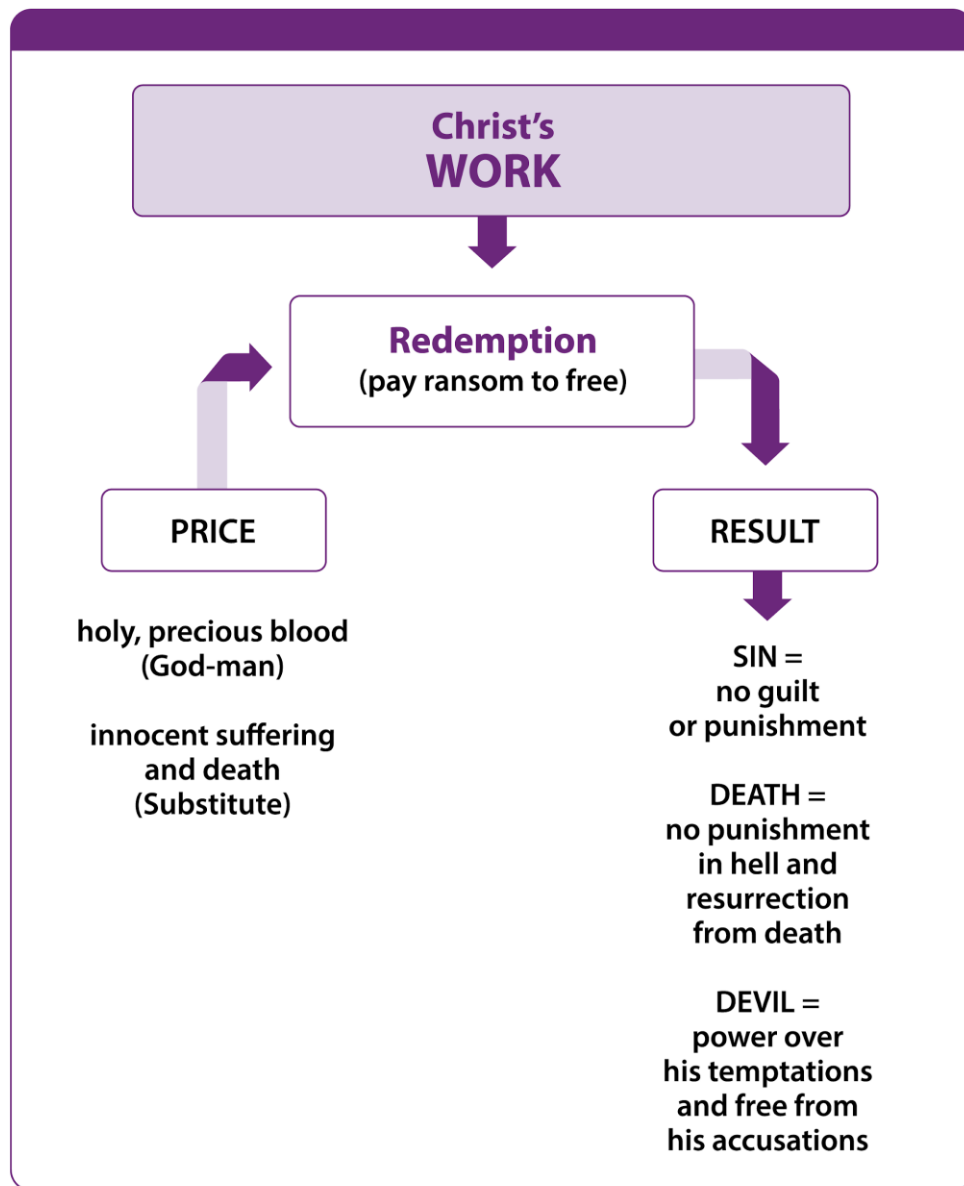 Christ's
WORK
Redemption
(pay ransom to free)
PRICE
holy, precious blood
(God-man)
innocent suffering
and death
(Substitute)
RESULT
SIN =
no guilt
or punishment
DEATH =
no punishment
in hell and
resurrection
from death
DEVIL =
power over
his temptations
and free from
his accusations